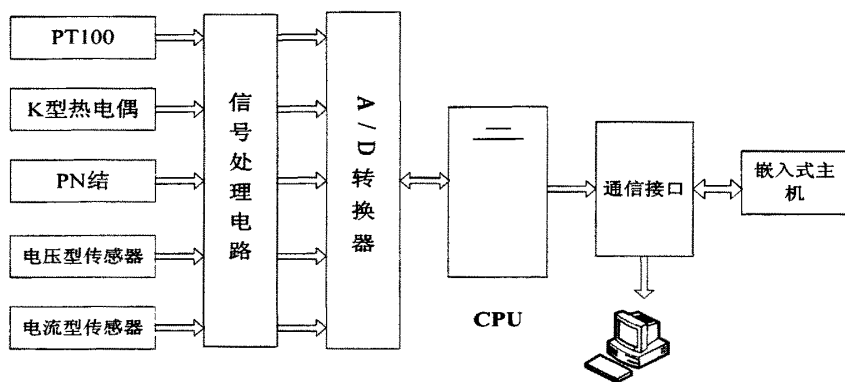 PT100
K型热电偶
PN结
电压型传感器
电流型传感器
信号处理电路
A/D转换器
CPU
通信接口
嵌入式主
机